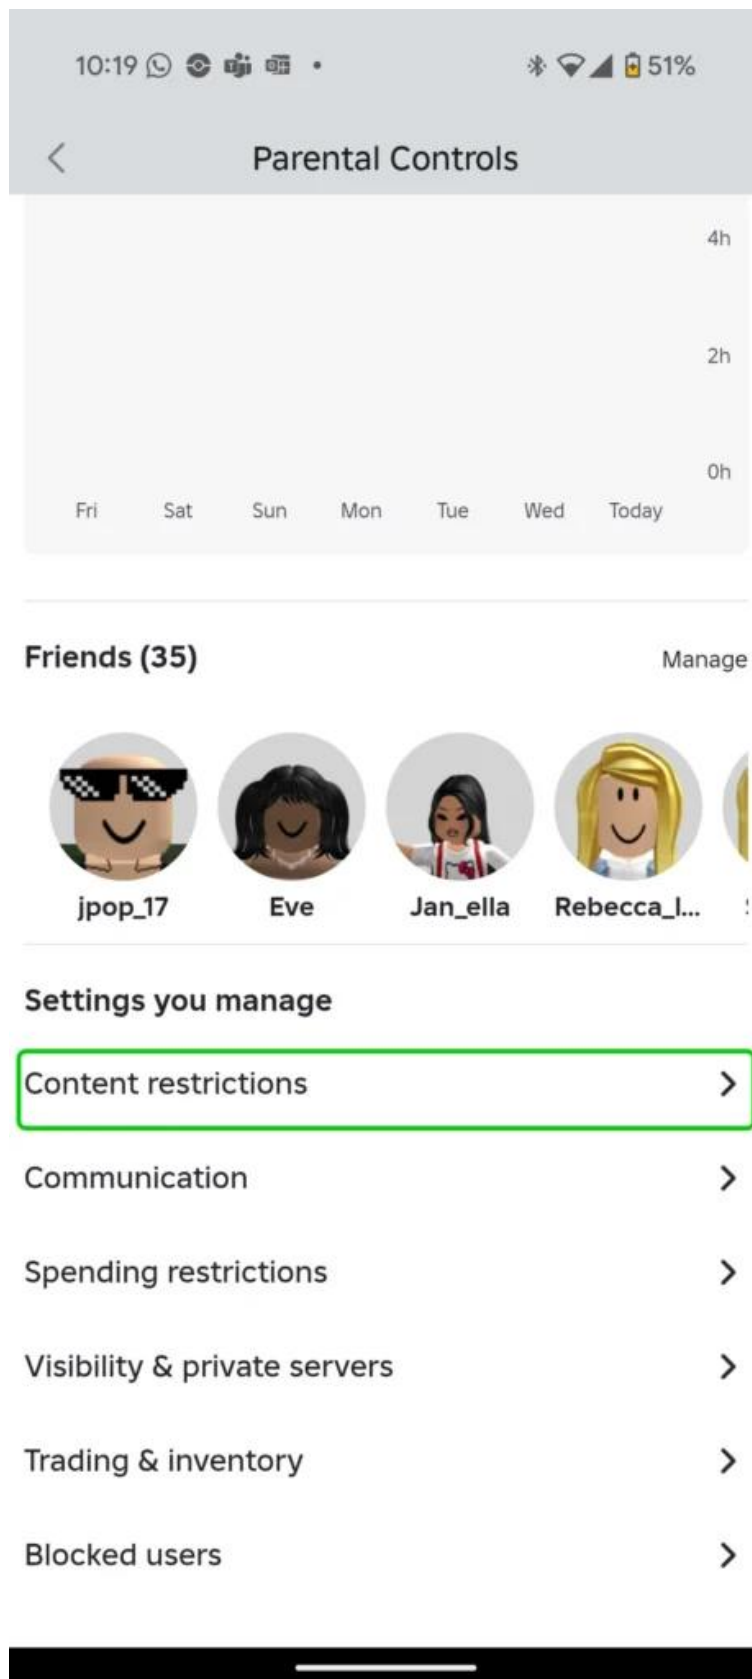 10:19 51%
Parental Controls
4h
2h
0h
Fri Sat Sun Mon Tue Wed Today
Friends (35) Manage
jpop_17 Eve Jan_ella Rebecca_l...
Settings you manage
Content restrictions
Communication
Spending restrictions
Visibility & private servers
Trading & inventory
Blocked users